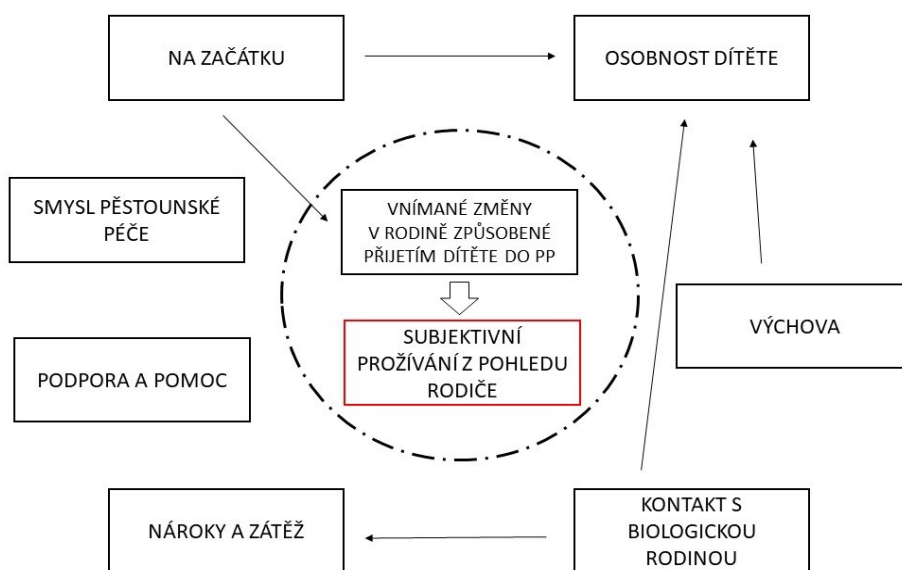 NA ZAČÁTKU
OSOBNOST DÍTĚTE
SMYSL PĚSTOUNSKÉ
PÉČE
VNÍMANÉ ZMĚNY
V RODINĚ ZPŮSOBENÉ
PŘIJETÍM DÍTĚTE DO PP
SUBJEKTIVNÍ
PROŽÍVÁNÍ Z POHLEDU
RODIČE
VÝCHOVA
PODPORA A POMOC
NÁROKY A ZÁTĚŽ
KONTAKT S
BIOLOGICKOU
RODINOU